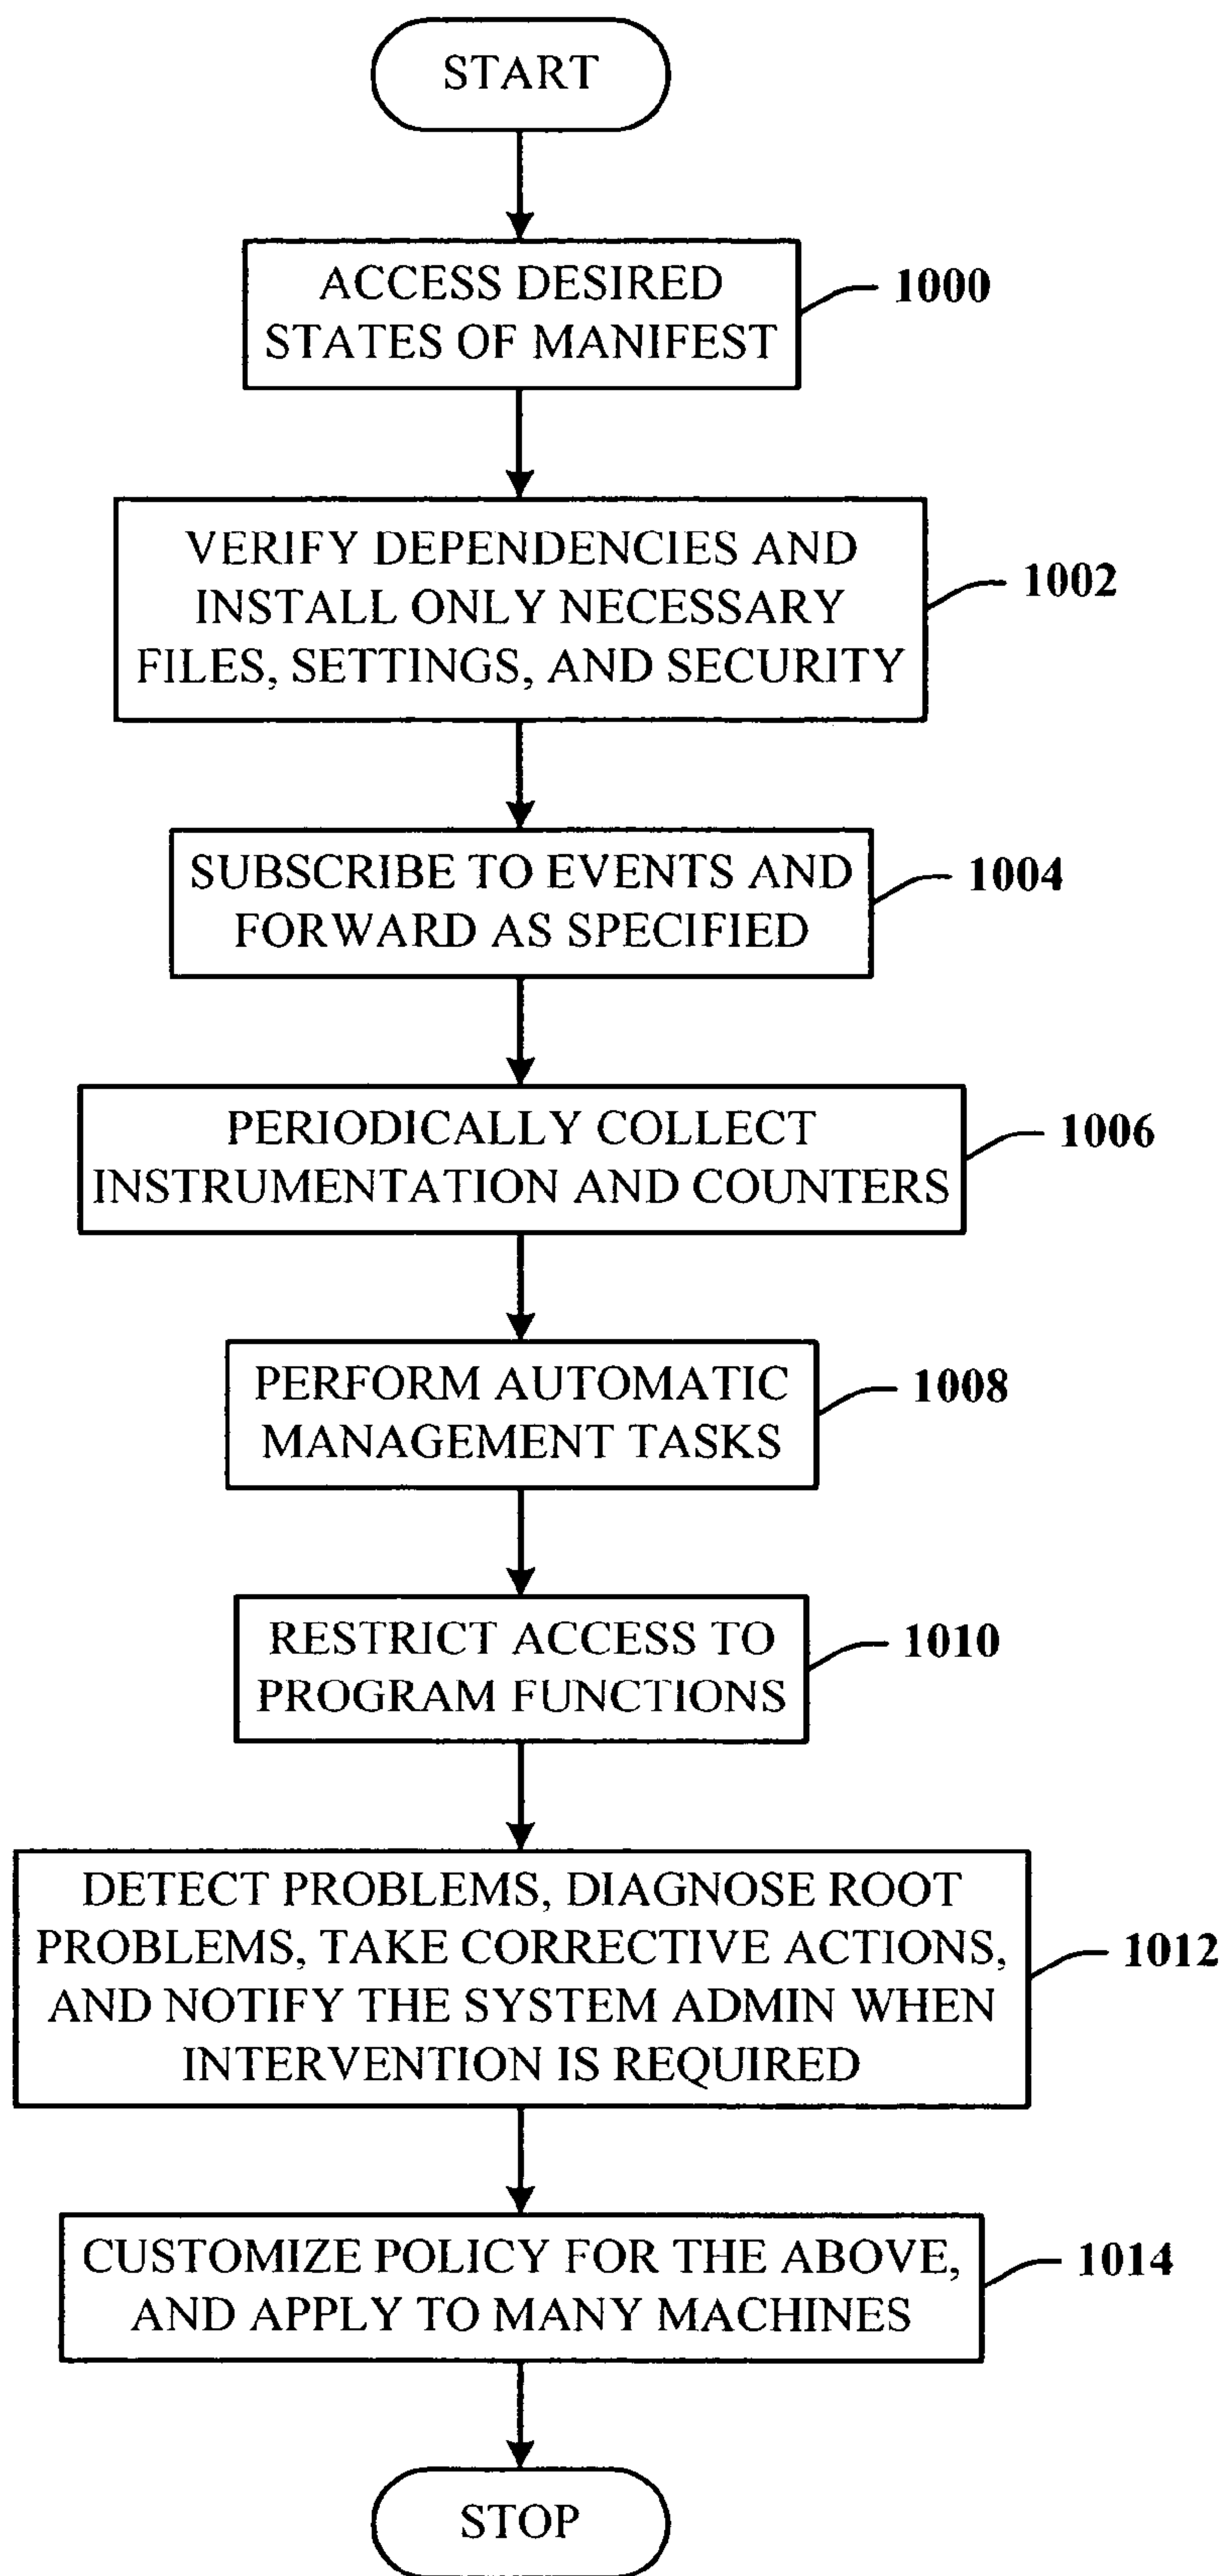 START
ACCESS DESIRED
STATES OF MANIFEST
1000
VERIFY DEPENDENCIES AND
INSTALL ONLY NECESSARY
FILES, SETTINGS, AND SECURITY
1002
SUBSCRIBE TO EVENTS AND
FORWARD AS SPECIFIED
1004
PERIODICALLY COLLECT
INSTRUMENTATION AND COUNTERS
1006
PERFORM AUTOMATIC
MANAGEMENT TASKS
1008
RESTRICT ACCESS TO
PROGRAM FUNCTIONS
1010
DETECT PROBLEMS, DIAGNOSE ROOT
PROBLEMS, TAKE CORRECTIVE ACTIONS,
AND NOTIFY THE SYSTEM ADMIN WHEN
INTERVENTION IS REQUIRED
1012
CUSTOMIZE POLICY FOR THE ABOVE,
AND APPLY TO MANY MACHINES
1014
STOP